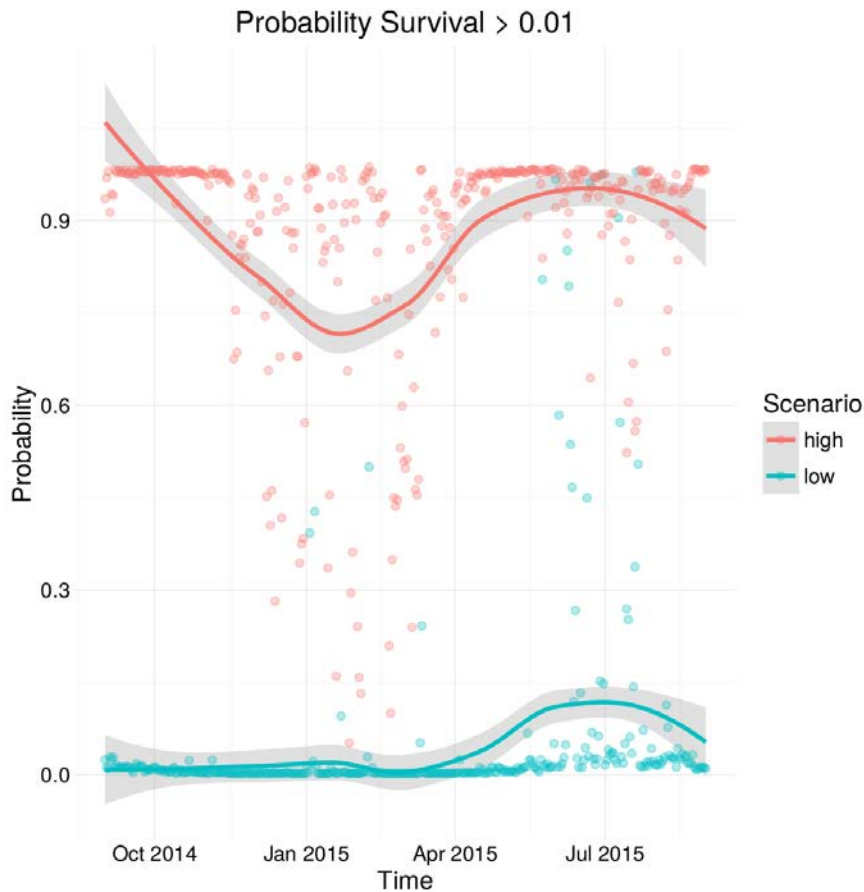 Probability Survival > 0.01
0.9
0.6
0.3
0.0
Probability
Oct 2014
Jan 2015
Apr 2015
Jul 2015
Time
Scenario
high
low